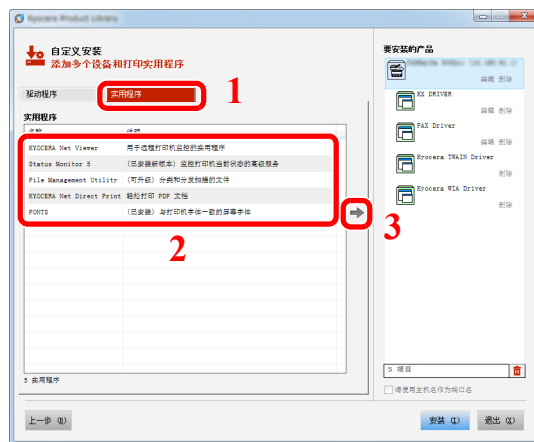 Kyocera Product Library
自定义安装
添加多个设备和打印实用程序
驱动程序
实用程序
1
实用程序
名称 说明
KYOCERA Net Viewer 用于远程打印机监控的实用程序
Status Monitor 5 (已安装新版本) 监控打印机当前状态的高级服务
File Management Utility (可升级) 分类和分发扫描的文件
KYOCERA Net Direct Print 轻松打印 PDF 文档
FONTS (已安装) 与打印机字体一致的屏幕字体
2
3
5 实用程序
要安装的产品
编辑 删除
KX DRIVER
编辑 删除
FAX Driver
编辑 删除
Kyocera TWAIN Driver
删除
Kyocera WIA Driver
删除
5 项目
请使用主机名作为端口名
上一步 (B)
安装 (I)
退出 (X)